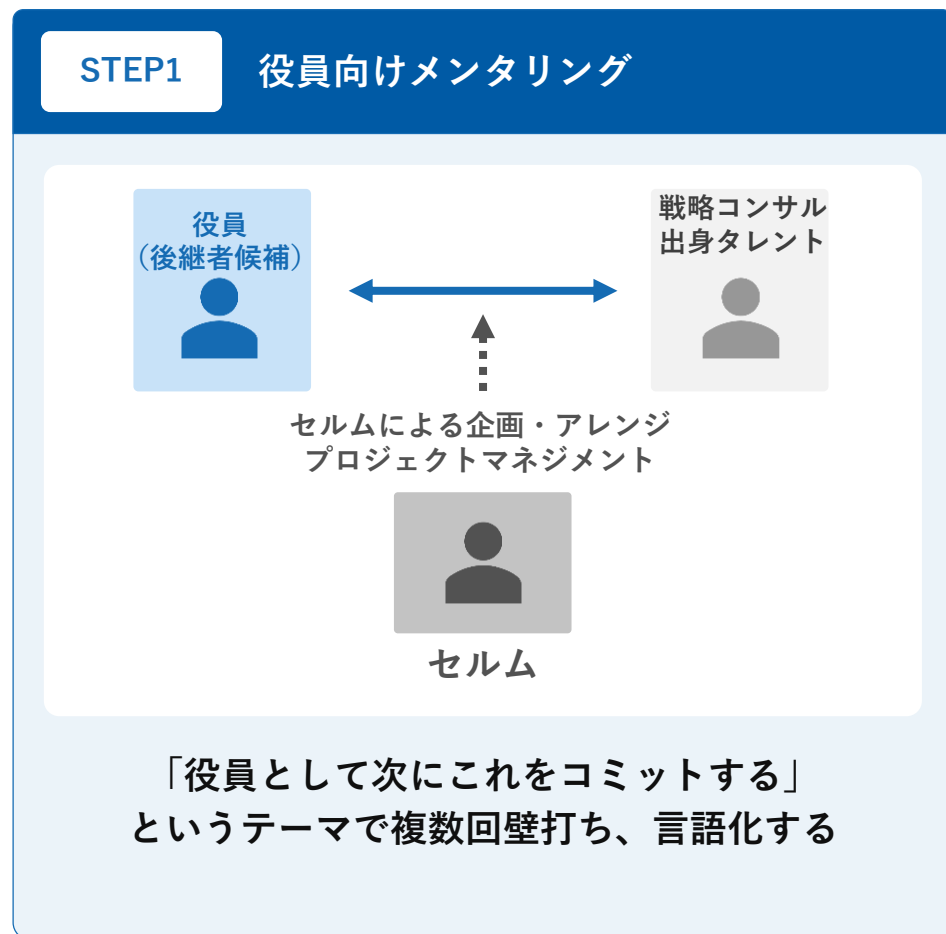 STEP1
役員向けメンタリング
役員
（後継者候補）
戦略コンサル
出身タレント
セルムによる企画・アレンジ
プロジェクトマネジメント
セルム
「役員として次にこれをコミットする」
というテーマで複数回壁打ち、言語化する